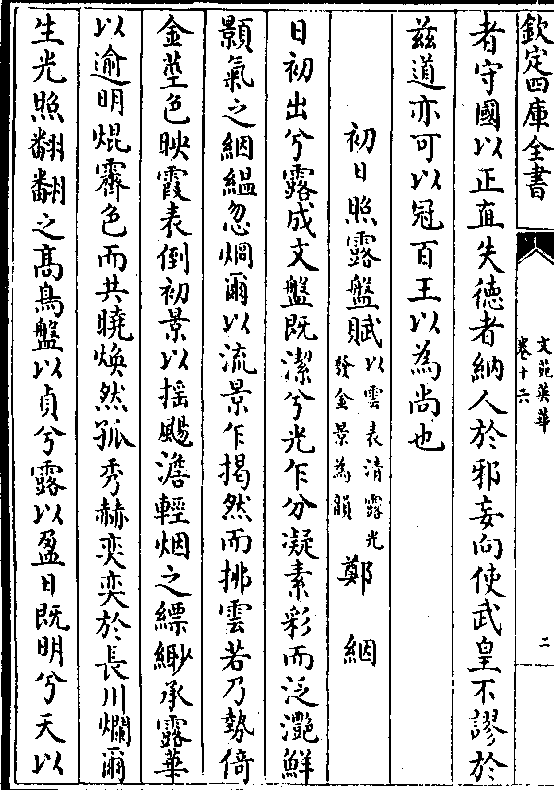 欽定四庫全書
文苑英華
卷十六
二
者守國以正直失德者納人於邪妄向使武皇不謬於
茲道亦可以冠百王以為尚也
初日照露盤賦以雲表清露光
發金景為韻
鄭絪
日初出兮露成文盤既潔兮光乍分凝素彩而泛灔鮮
顥氣之絪緼忽烱爾以流景乍揭然而排雲若乃勢倚
金莖色映霞表倒初景以揺颺澹輕烟之縹緲承露華
以逾明焜霽色而共曉煥然孤秀赫奕奕於長川爛爾
生光照翻翻之髙鳥盤以貞兮露以盈日既明兮天以